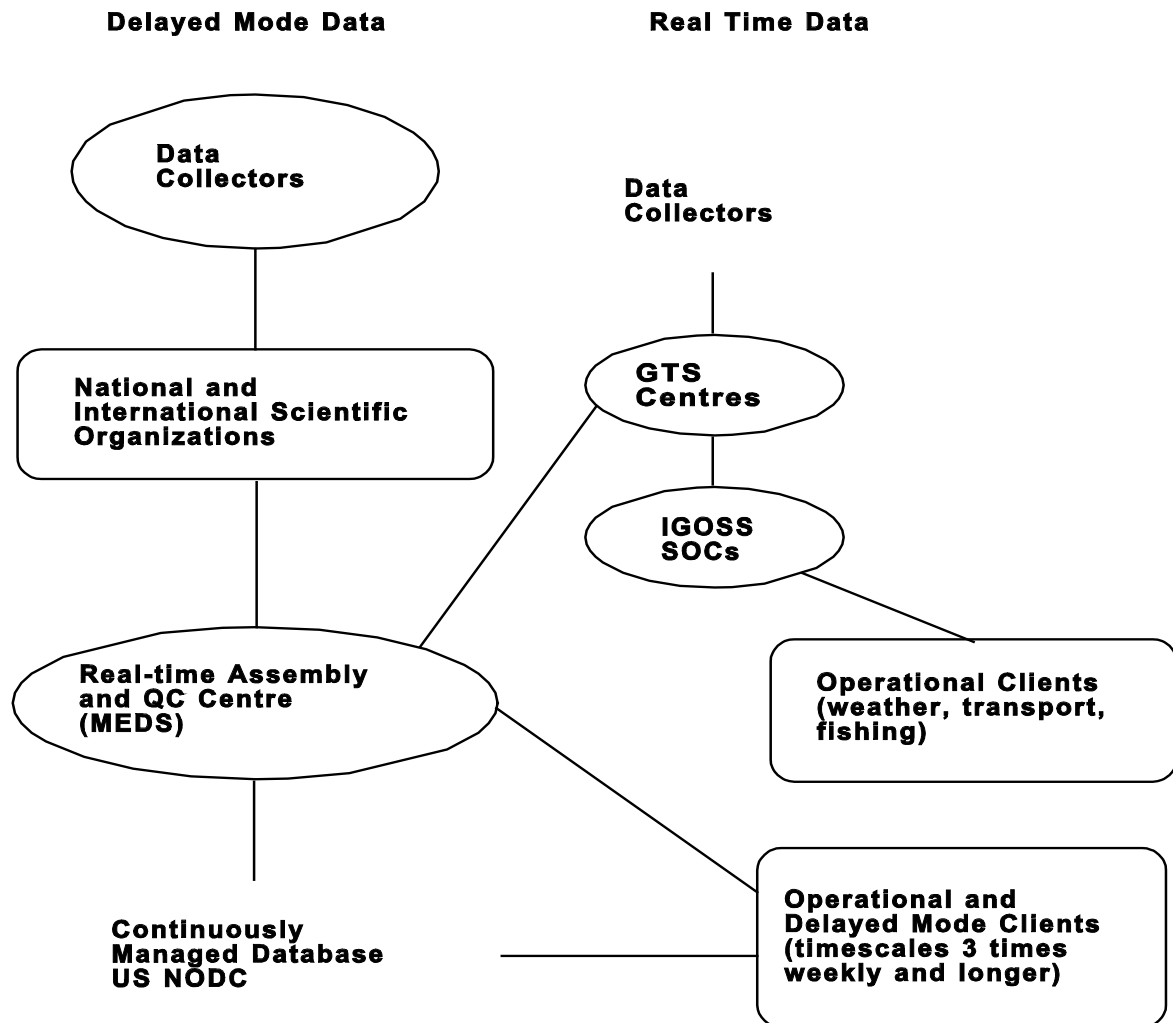 Delayed Mode Data
Real Time Data
Data
Collectors
Data
Collectors
National and
International Scientific
Organizations
GTS
Centres
IGOSS
SOCs
Real-time Assembly
and QC Centre
(MEDS)
Operational Clients
(weather, transport,
fishing)
Continuously
Managed Database
US NODC
Operational and
Delayed Mode Clients
(timescales 3 times
weekly and longer)